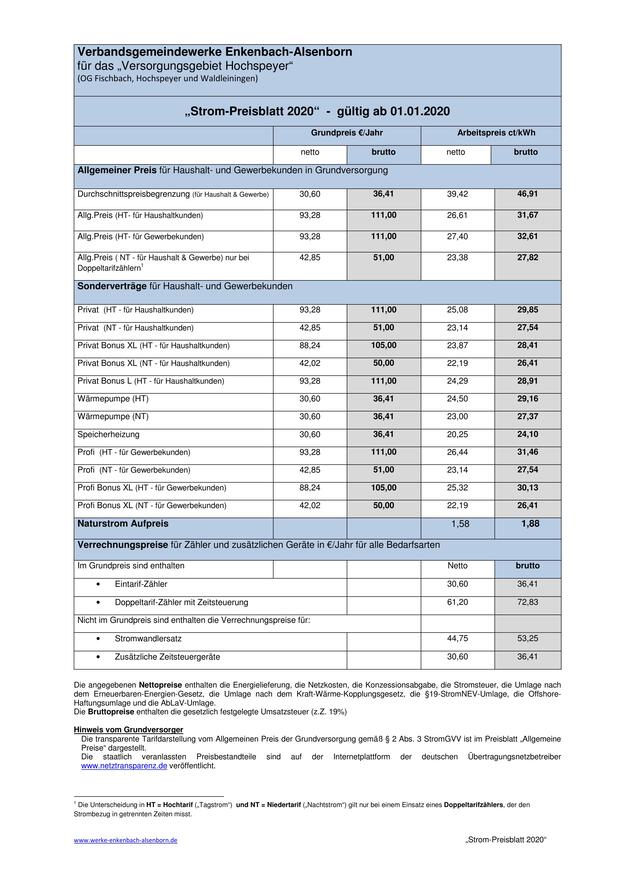 Verbandsgemeindewerke Enkenbach-Alsenborn
für das „Versorgungsgebiet Hochspeyer“
(OG Fischbach, Hochspeyer und Waldleiningen)
„Strom-Preisblatt 2020“ - gültig ab 01.01.2020
Grundpreis €/Jahr Arbeitspreis ct/kWh
netto brutto netto brutto
Allgemeiner Preis für Haushalt- und Gewerbekunden in Grundversorgung
Durchschnittspreisbegrenzung (für Haushalt & Gewerbe) 30,60 36,41 39,42 46,91
Allg.Preis (HT- für Haushaltkunden) 93,28 111,00 26,61 31,67
Allg.Preis (HT- für Gewerbekunden) 93,28 111,00 27,40 32,61
Allg.Preis ( NT - für Haushalt & Gewerbe) nur bei 42,85 51,00 23,38 27,82
Doppeltarifzählern1
Sonderverträge für Haushalt- und Gewerbekunden
Privat (HT - für Haushaltkunden) 93,28 111,00 25,08 29,85
Privat (NT - für Haushaltkunden) 42,85 51,00 23,14 27,54
Privat Bonus XL (HT - für Haushaltkunden) 88,24 105,00 23,87 28,41
Privat Bonus XL (NT - für Haushaltkunden) 42,02 50,00 22,19 26,41
Privat Bonus L (HT - für Haushaltkunden) 93,28 111,00 24,29 28,91
Wärmepumpe (HT) 30,60 36,41 24,50 29,16
Wärmepumpe (NT) 30,60 36,41 23,00 27,37
Speicherheizung 30,60 36,41 20,25 24,10
Profi (HT - für Gewerbekunden) 93,28 111,00 26,44 31,46
Profi (NT - für Gewerbekunden) 42,85 51,00 23,14 27,54
Profi Bonus XL (HT - für Gewerbekunden) 88,24 105,00 25,32 30,13
Profi Bonus XL (NT - für Gewerbekunden) 42,02 50,00 22,19 26,41
Naturstrom Aufpreis 1,58 1,88
Verrechnungspreise für Zähler und zusätzlichen Geräte in €/Jahr für alle Bedarfsarten
Im Grundpreis sind enthalten Netto brutto
• Eintarif-Zähler 30,60 36,41
• Doppeltarif-Zähler mit Zeitsteuerung 61,20 72,83
Nicht im Grundpreis sind enthalten die Verrechnungspreise für:
• Stromwandlersatz 44,75 53,25
• Zusätzliche Zeitsteuergeräte 30,60 36,41
Die angegebenen Nettopreise enthalten die Energielieferung, die Netzkosten, die Konzessionsabgabe, die Stromsteuer, die Umlage nach
dem Erneuerbaren-Energien-Gesetz, die Umlage nach dem Kraft-Wärme-Kopplungsgesetz, die §19-StromNEV-Umlage, die Offshore-
Haftungsumlage und die AbLaV-Umlage.
Die Bruttopreise enthalten die gesetzlich festgelegte Umsatzsteuer (z.Z. 19%)
Hinweis vom Grundversorger
Die transparente Tarifdarstellung vom Allgemeinen Preis der Grundversorgung gemäß § 2 Abs. 3 StromGVV ist im Preisblatt „Allgemeine
Preise“ dargestellt.
Die staatlich veranlassten Preisbestandteile sind auf der Internetplattform der deutschen Übertragungsnetzbetreiber
www.netztransparenz.de veröffentlicht.
1 Die Unterscheidung in HT = Hochtarif („Tagstrom“) und NT = Niedertarif („Nachtstrom“) gilt nur bei einem Einsatz eines Doppeltarifzählers, der den
Strombezug in getrennten Zeiten misst.
www.werke-enkenbach-alsenborn.de „Strom-Preisblatt 2020“